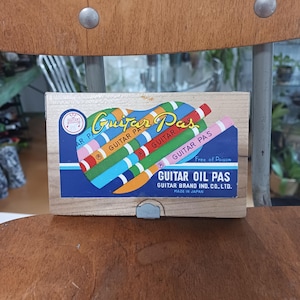 Guitar Pas
GUITAR PAS
GUITAR
GUITAR PAS
Free of Poison
GUITAR OIL PAS
GUITAR BRAND IND. CO., LTD.
MADE IN JAPAN